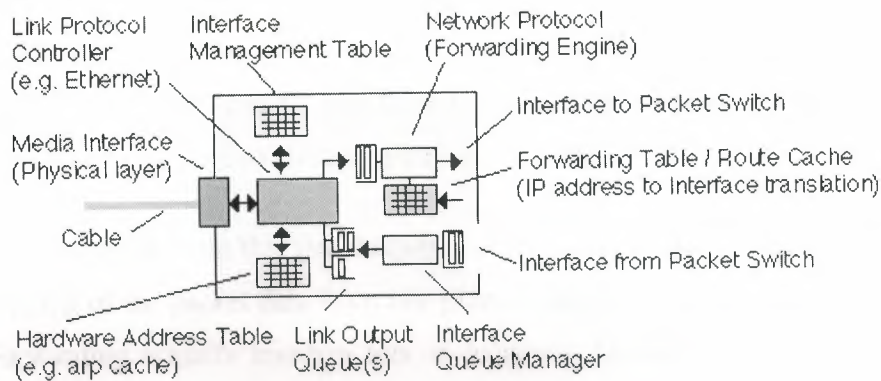 Link Protocol
Controller
(e.g. Ethernet)
Interface
Management Table
Network Protocol
(Forwarding Engine)
Interface to Packet Switch
Media Interface
(Physical layer)
Forwarding Table / Route Cache
(IP address to Interface translation)
Cable
Interface from Packet Switch
Hardware Address Table
(e.g. arp cache)
Link Output
Queue(s)
Interface
Queue Manager